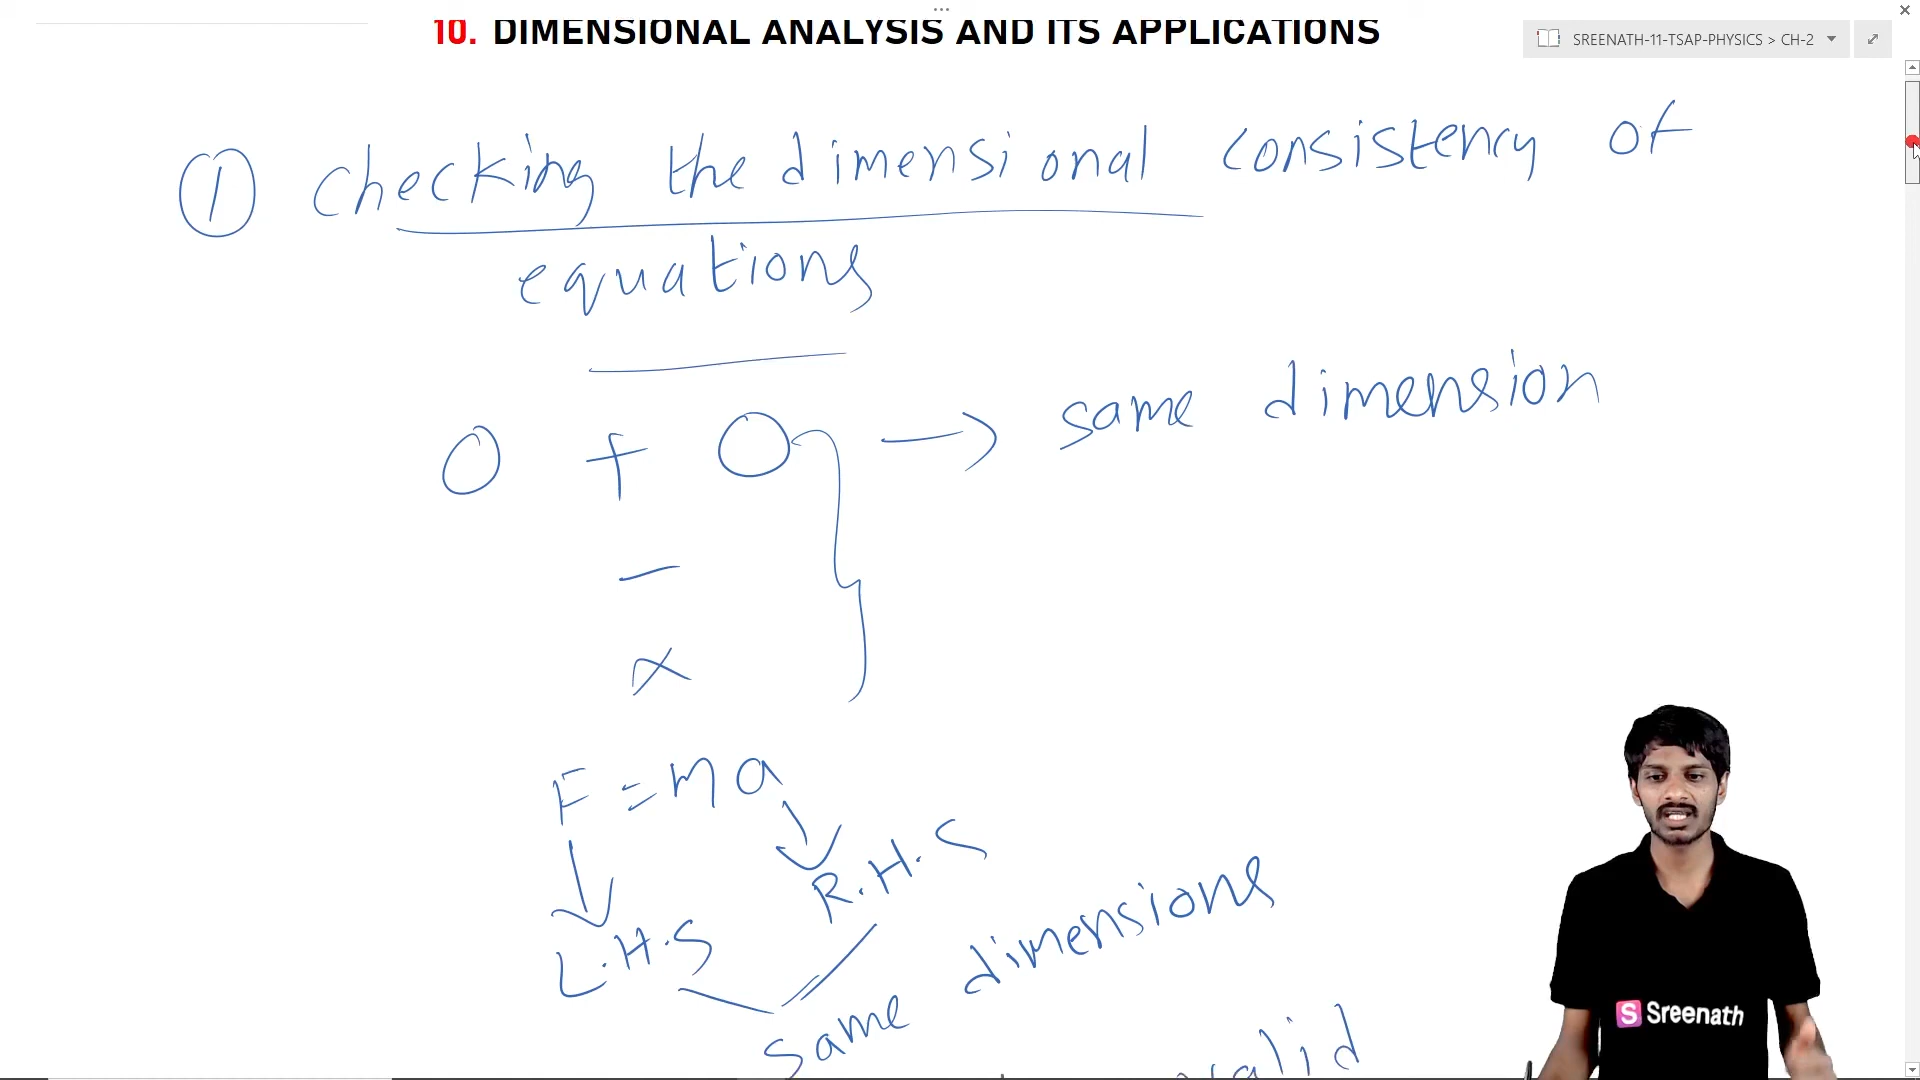 10. DIMENSIONAL ANALYSIS AND ITS APPLICATIONS
SREENATH-11-TSAP-PHYSICS > CH-2
① checking the dimensional consistency of
equations
O + O → same dimension
-
×
F = ma
R.H.S
L.H.S
same dimensions
valid
S Sreenath